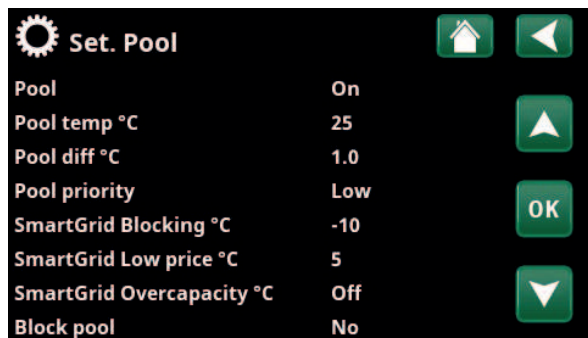 Set. Pool
Pool On
Pool temp °C 25
Pool diff °C 1.0
Pool priority Low
SmartGrid Blocking °C -10
SmartGrid Low price °C 5
SmartGrid Overcapacity °C Off
Block pool No
OK